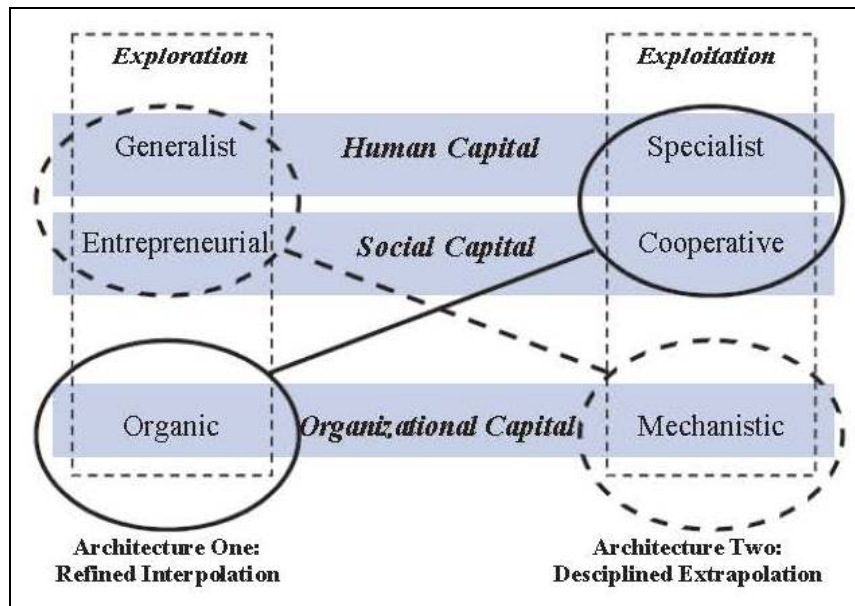 Exploration
Exploitation
Generalist
Human Capital
Specialist
Entrepreneurial
Social Capital
Cooperative
Organic
Organizational Capital
Mechanistic
Architecture One:
Refined Interpolation
Architecture Two:
Desciplined Extrapolation